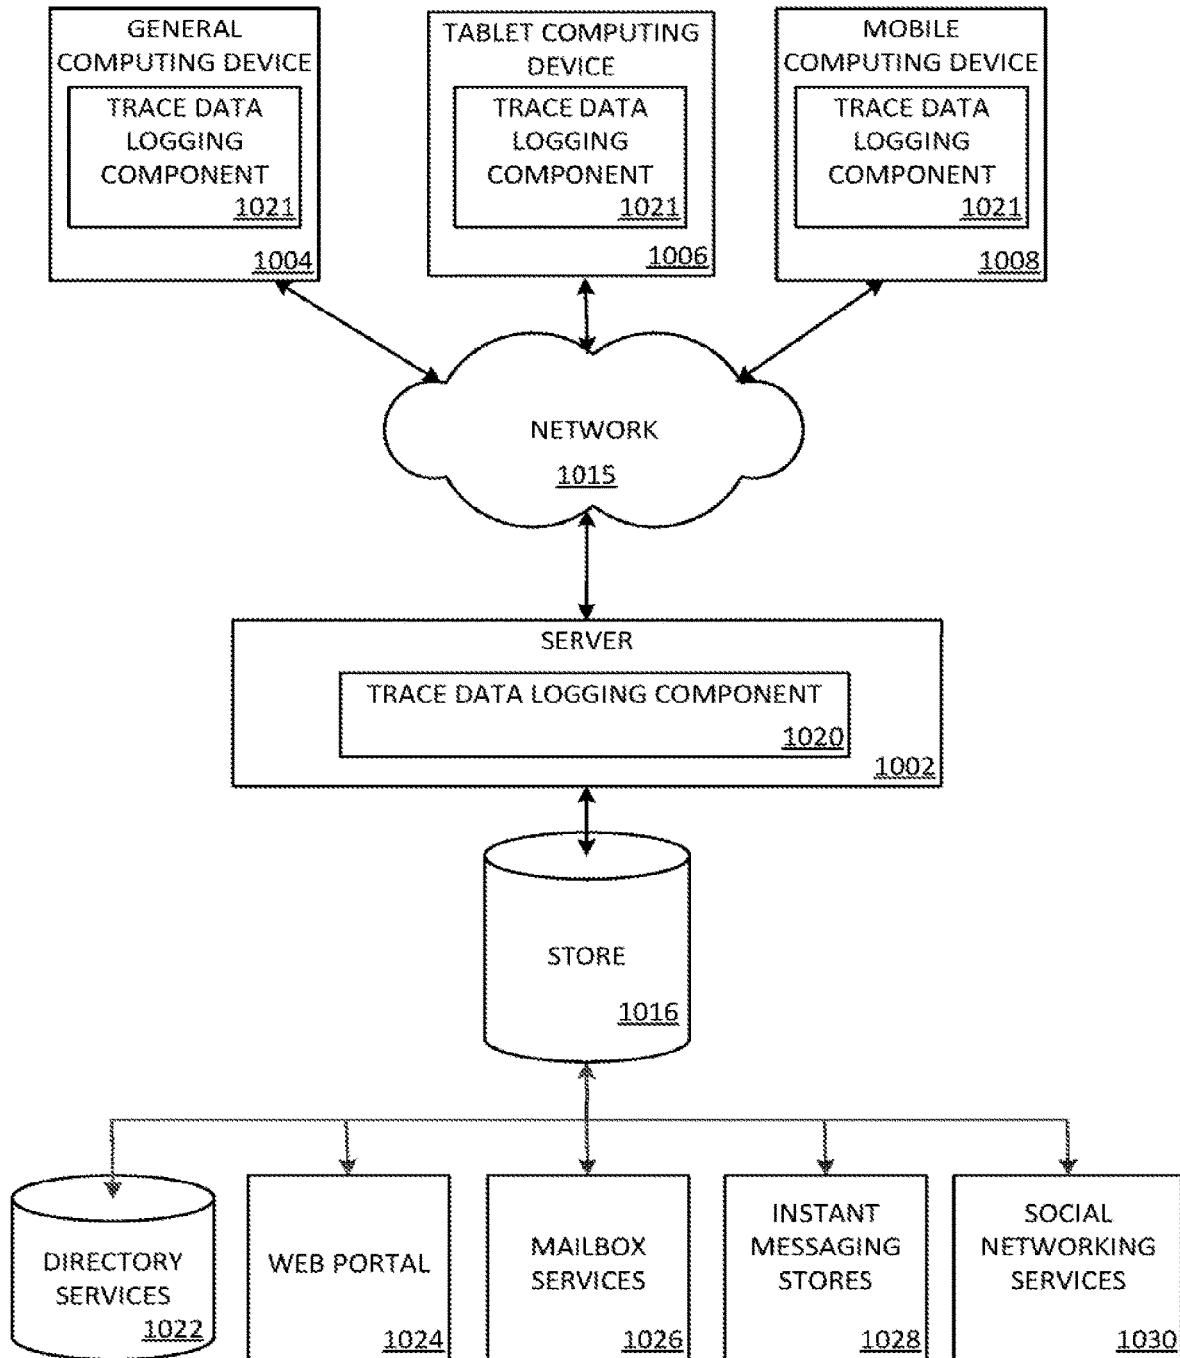 GENERAL
COMPUTING DEVICE
TRACE DATA
LOGGING
COMPONENT
1021
1004
TABLET COMPUTING
DEVICE
TRACE DATA
LOGGING
COMPONENT
1021
1006
MOBILE
COMPUTING DEVICE
TRACE DATA
LOGGING
COMPONENT
1021
1008
NETWORK
1015
SERVER
TRACE DATA LOGGING COMPONENT
1020
1002
STORE
1016
DIRECTORY
SERVICES
1022
WEB PORTAL
1024
MAILBOX
SERVICES
1026
INSTANT
MESSAGING
STORES
1028
SOCIAL
NETWORKING
SERVICES
1030